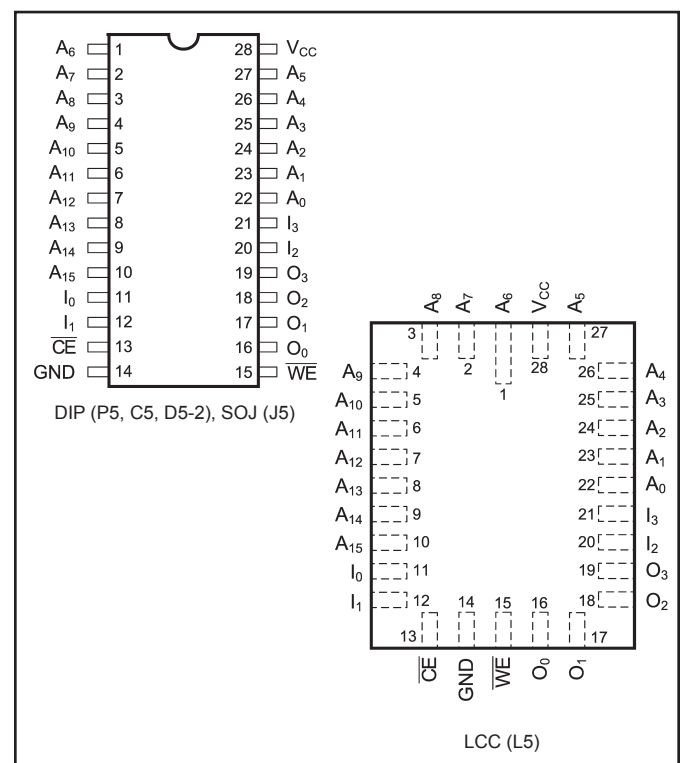 A6 1 28 VCC
A7 2 27 A5
A8 3 26 A4
A9 4 25 A3
A10 5 24 A2
A11 6 23 A1
A12 7 22 A0
A13 8 21 I3
A14 9 20 I2
A15 10 19 O3
I0 11 18 O2
I1 12 17 O1
C̅E̅ 13 16 O0
GND 14 15 W̅E̅
DIP (P5, C5, D5-2), SOJ (J5)
A8 A7 A6 VCC A5
3 2 1 28 27
A9 4 26 A4
A10 5 25 A3
A11 6 24 A2
A12 7 23 A1
A13 8 22 A0
A14 9 21 I3
A15 10 20 I2
I0 11 19 O3
I1 12 18 O2
13 14 15 16 17
C̅E̅ GND W̅E̅ O0 O1
LCC (L5)